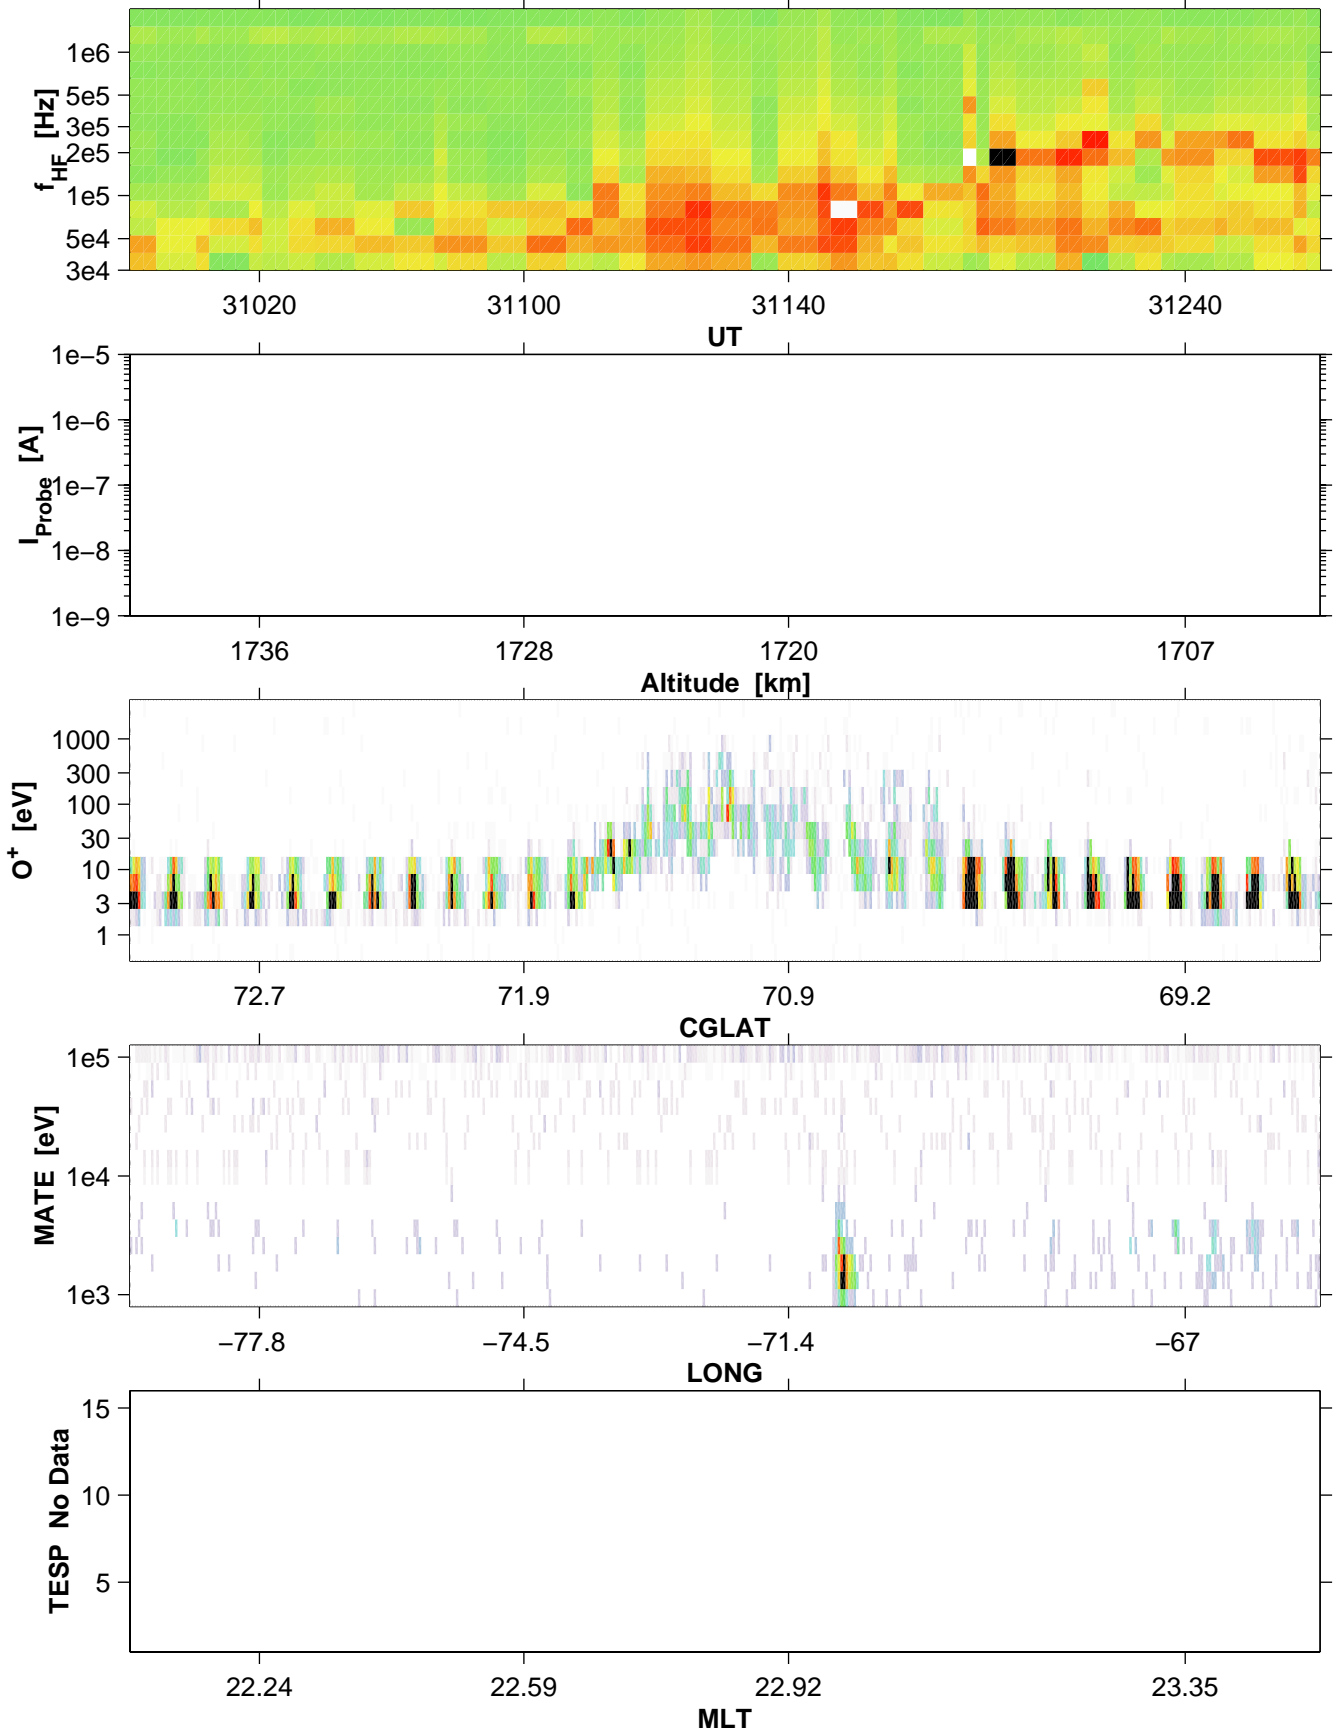 f_HF [Hz]
1e6
5e5
3e5
2e5
1e5
5e4
3e4
31020 31100 31140 31240
UT
I_Probe [A]
1e−5
1e−6
1e−7
1e−8
1e−9
1736 1728 1720 1707
Altitude [km]
O⁺ [eV]
1000
300
100
30
10
3
1
72.7 71.9 70.9 69.2
CGLAT
MATE [eV]
1e5
1e4
1e3
−77.8 −74.5 −71.4 −67
LONG
TESP No Data
15
10
5
22.24 22.59 22.92 23.35
MLT